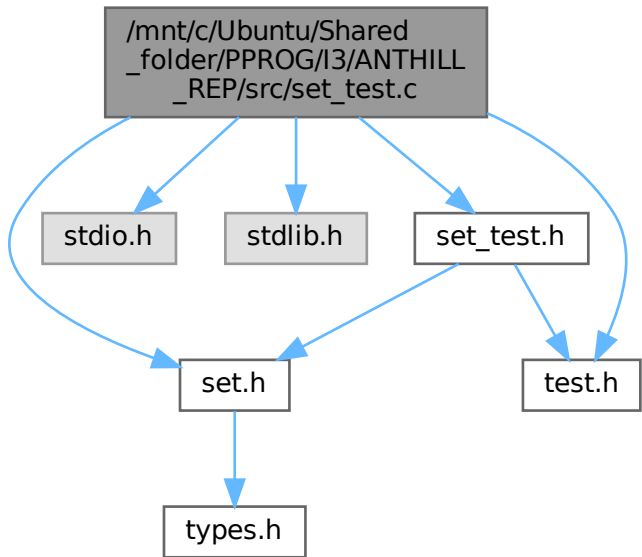 /mnt/c/Ubuntu/Shared
_folder/PPROG/I3/ANTHILL
_REP/src/set_test.c
stdio.h
stdlib.h
set_test.h
set.h
test.h
types.h